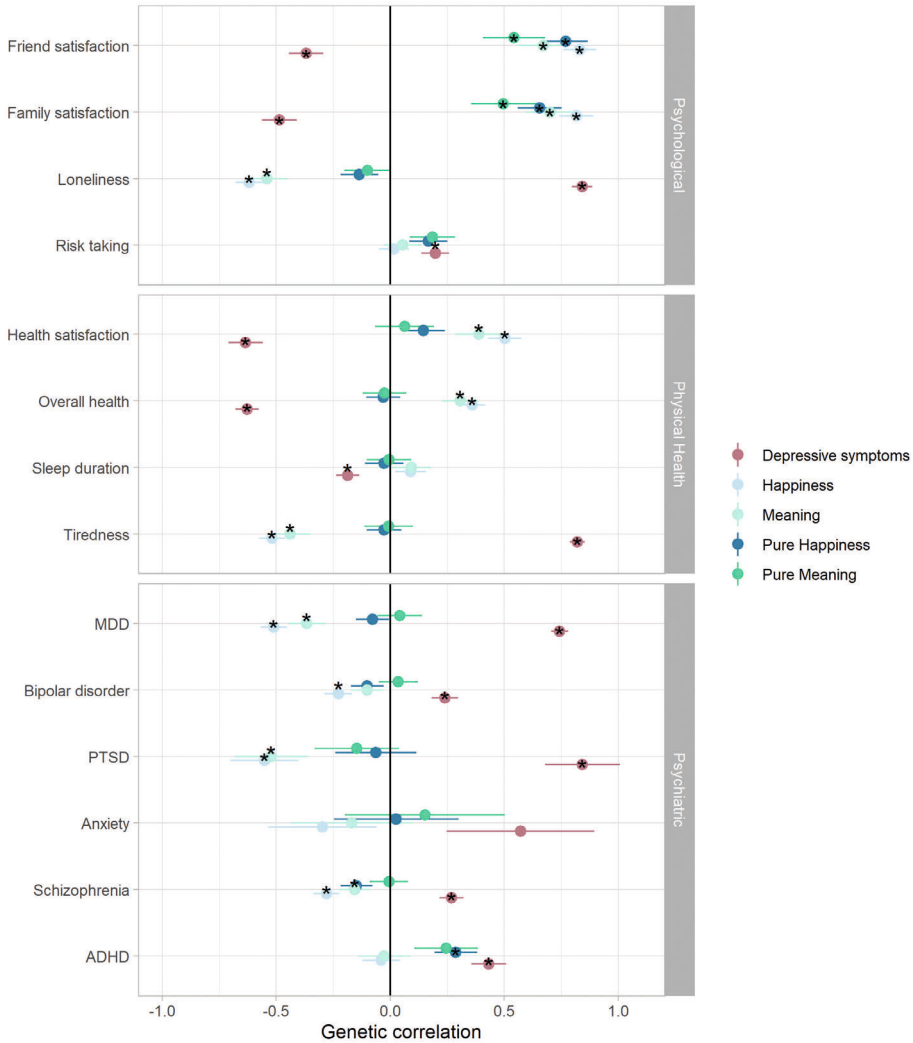 Friend satisfaction
Family satisfaction
Loneliness
Risk taking
Psychological
Health satisfaction
Overall health
Sleep duration
Tiredness
Physical Health
MDD
Bipolar disorder
PTSD
Anxiety
Schizophrenia
ADHD
Psychiatric
-1.0 -0.5 0.0 0.5 1.0
Genetic correlation
Depressive symptoms
Happiness
Meaning
Pure Happiness
Pure Meaning